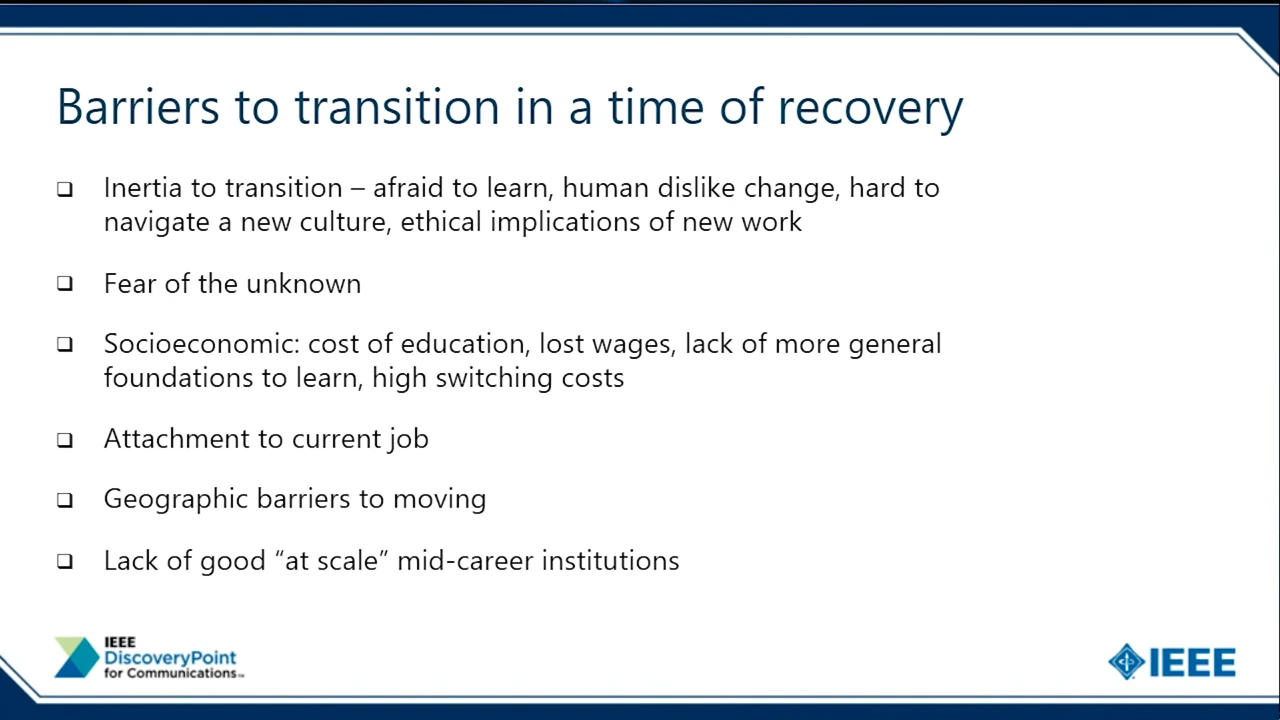 Barriers to transition in a time of recovery
❑ Inertia to transition – afraid to learn, human dislike change, hard to
navigate a new culture, ethical implications of new work
❑ Fear of the unknown
❑ Socioeconomic: cost of education, lost wages, lack of more general
foundations to learn, high switching costs
❑ Attachment to current job
❑ Geographic barriers to moving
❑ Lack of good “at scale” mid-career institutions
IEEE
DiscoveryPoint
for Communications™
IEEE